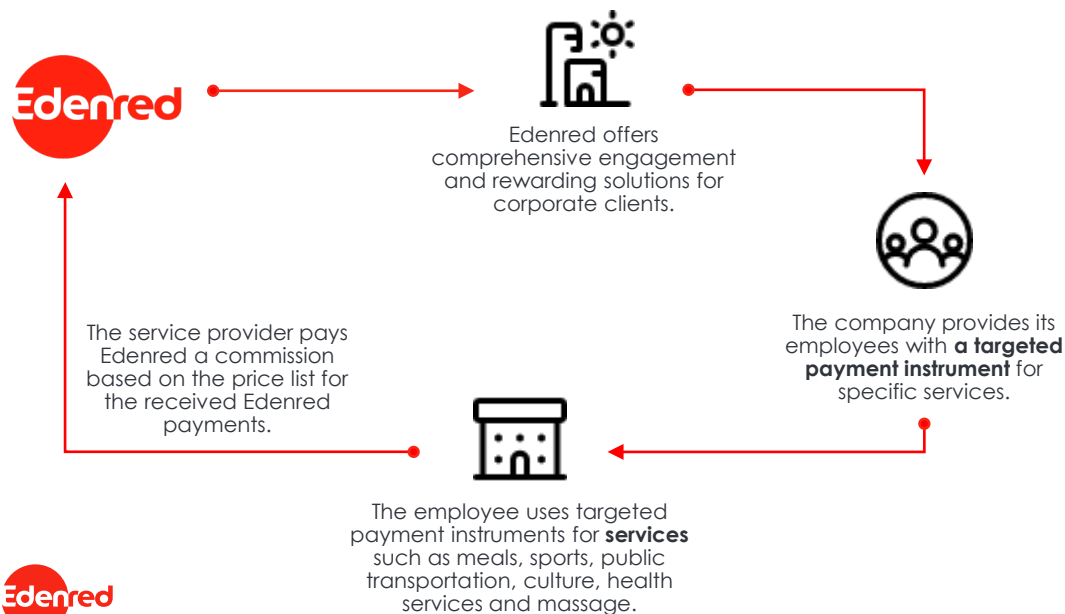 Edenred
Edenred offers
comprehensive engagement
and rewarding solutions for
corporate clients.
The company provides its
employees with a targeted
payment instrument for
specific services.
The service provider pays
Edenred a commission
based on the price list for
the received Edenred
payments.
The employee uses targeted
payment instruments for services
such as meals, sports, public
transportation, culture, health
services and massage.
Edenred